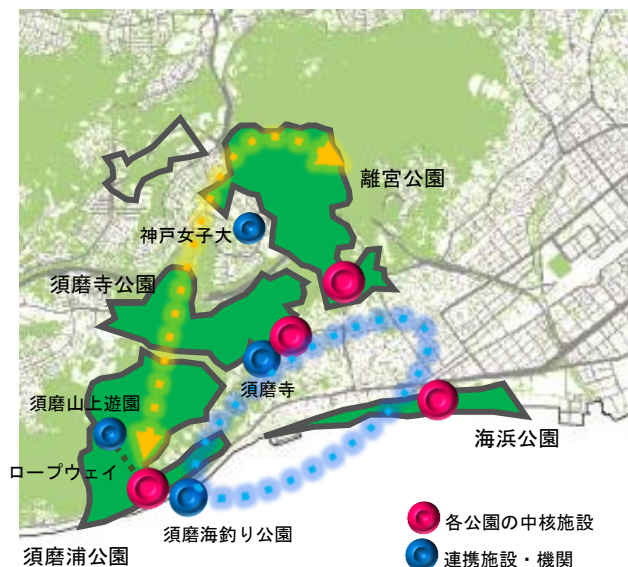 離宮公園
神戸女子大
須磨寺公園
須磨寺
須磨山上遊園
海浜公園
ロープウェイ
須磨海釣り公園
須磨浦公園
各公園の中核施設
連携施設・機関